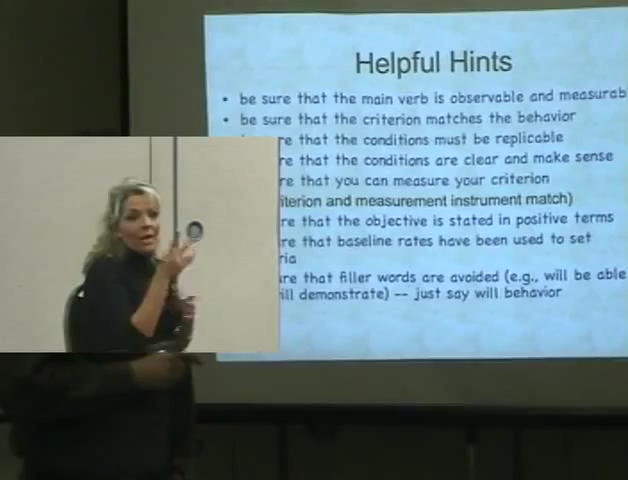 Helpful Hints
• be sure that the main verb is observable and measurab
• be sure that the criterion matches the behavior
re that the conditions must be replicable
re that the conditions are clear and make sense
re that you can measure your criterion
iterion and measurement instrument match)
re that the objective is stated in positive terms
re that baseline rates have been used to set
ria
re that filler words are avoided (e.g., will be able
ill demonstrate) -- just say will behavior